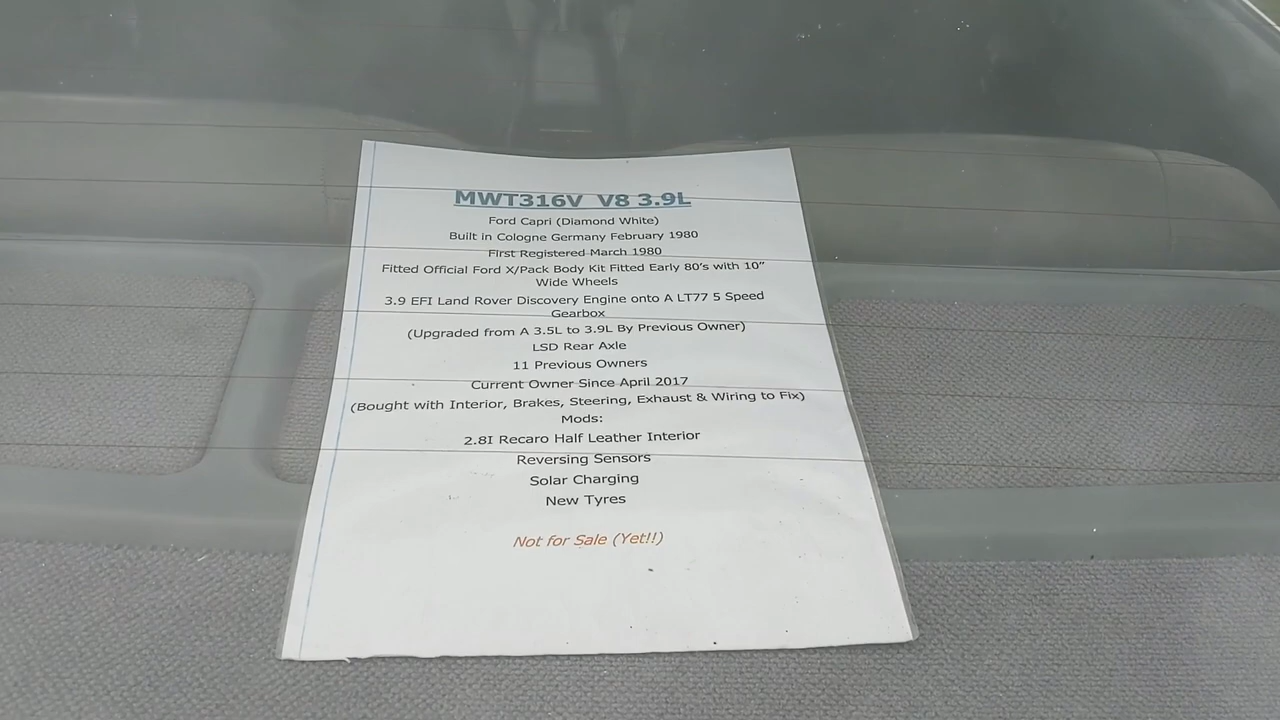 MWT316V V8 3.9L
Ford Capri (Diamond White)
Built in Cologne Germany February 1980
First Registered March 1980
Fitted Official Ford X/Pack Body Kit Fitted Early 80's with 10"
Wide Wheels
3.9 EFI Land Rover Discovery Engine onto A LT77 5 Speed
Gearbox
(Upgraded from A 3.5L to 3.9L By Previous Owner)
LSD Rear Axle
11 Previous Owners
Current Owner Since April 2017
(Bought with Interior, Brakes, Steering, Exhaust & Wiring to Fix)
Mods:
2.8I Recaro Half Leather Interior
Reversing Sensors
Solar Charging
New Tyres
Not for Sale (Yet!!)